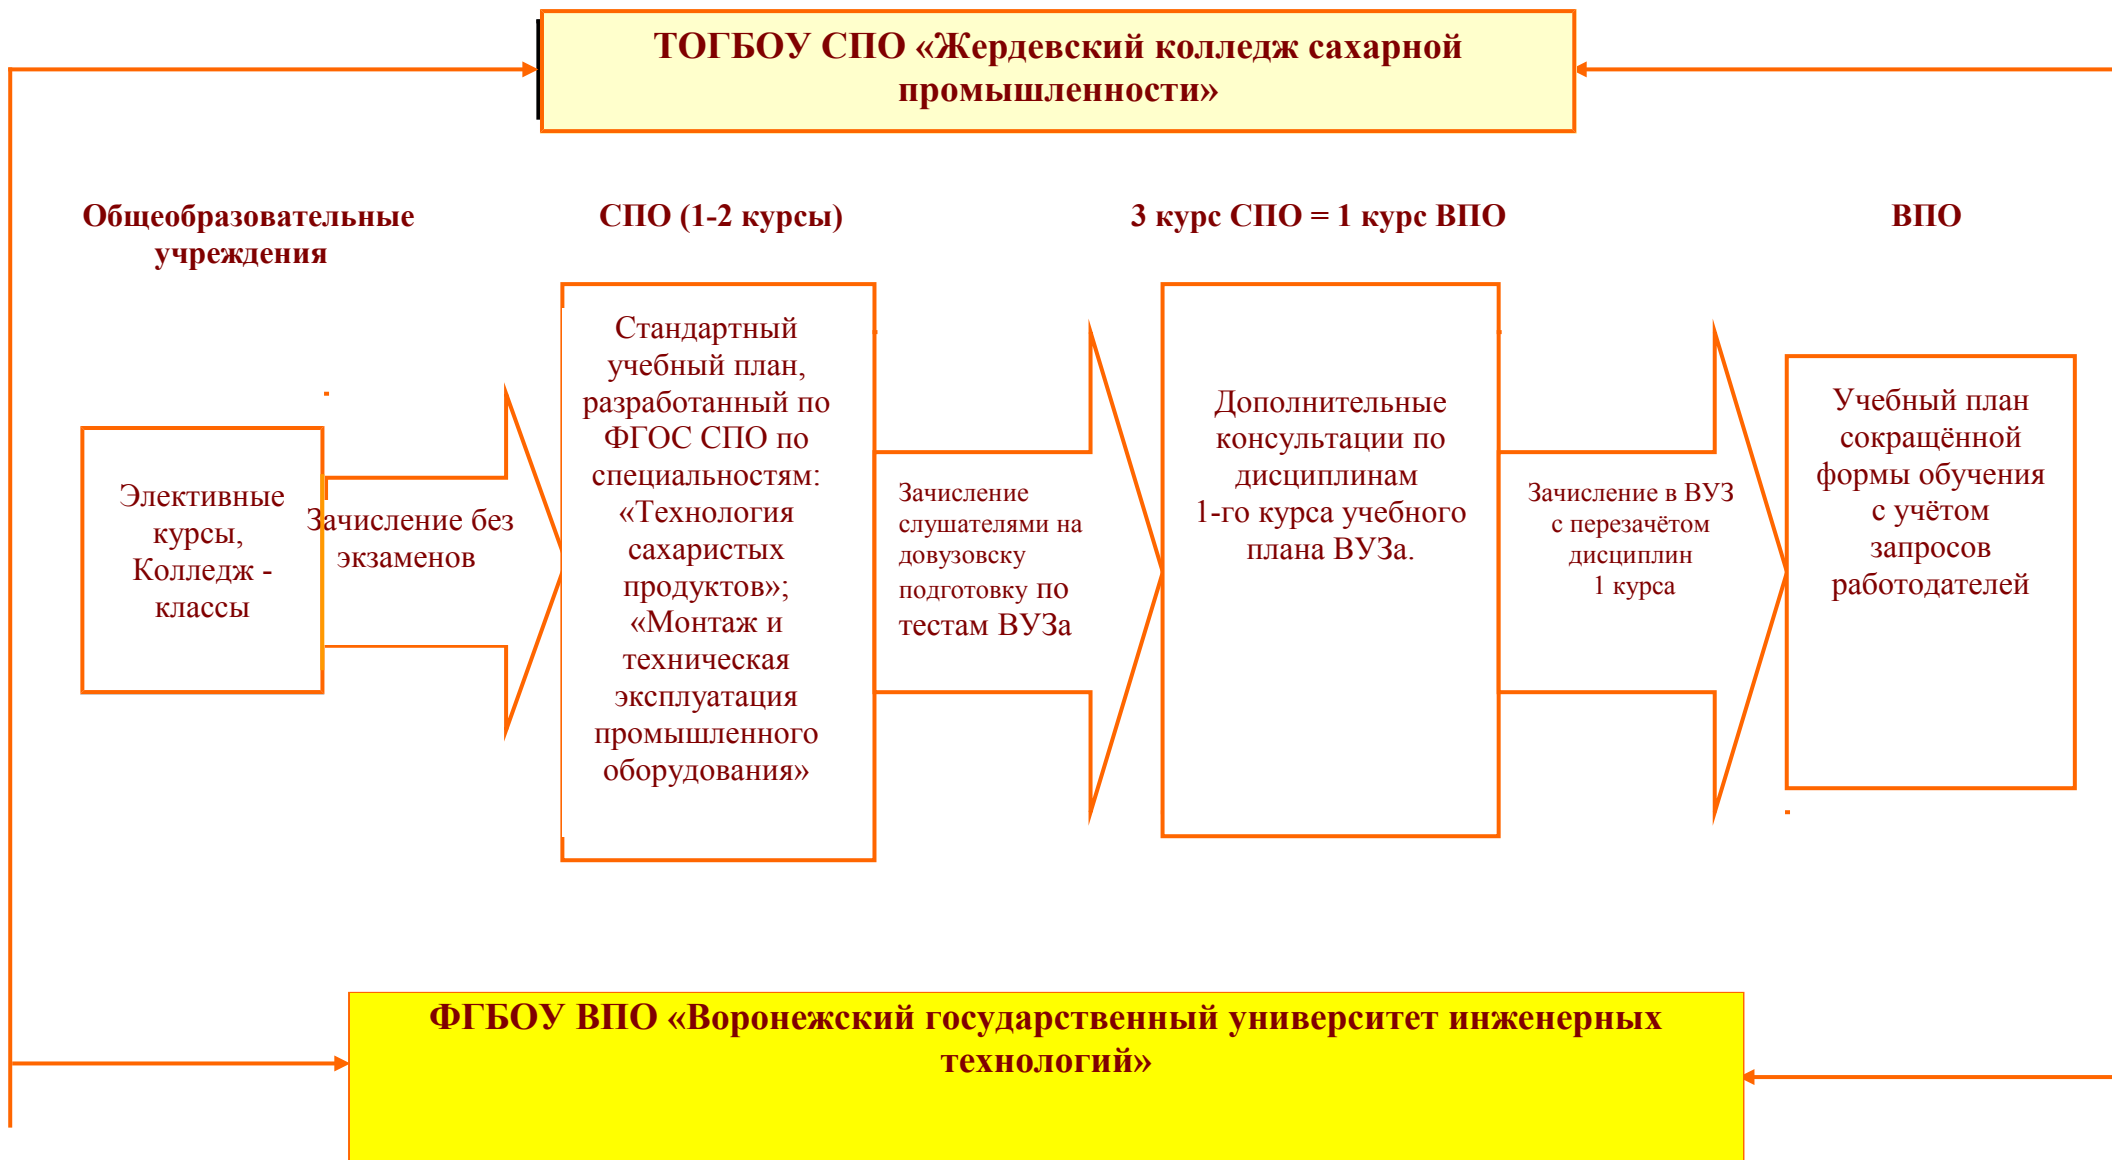 ТОГБОУ СПО «Жердевский колледж сахарной
промышленности»
Общеобразовательные
учреждения
СПО (1-2 курсы)
3 курс СПО = 1 курс ВПО
ВПО
Элективные
курсы,
Колледж -
классы
Зачисление без
экзаменов
Стандартный
учебный план,
разработанный по
ФГОС СПО по
специальностям:
«Технология
сахаристых
продуктов»;
«Монтаж и
техническая
эксплуатация
промышленного
оборудования»
Зачисление
слушателями на
довузовску
подготовку по
тестам ВУЗа
Дополнительные
консультации по
дисциплинам
1-го курса учебного
плана ВУЗа.
Зачисление в ВУЗ
с перезачётом
дисциплин
1 курса
Учебный план
сокращённой
формы обучения
с учётом
запросов
работодателей
ФГБОУ ВПО «Воронежский государственный университет инженерных
технологий»